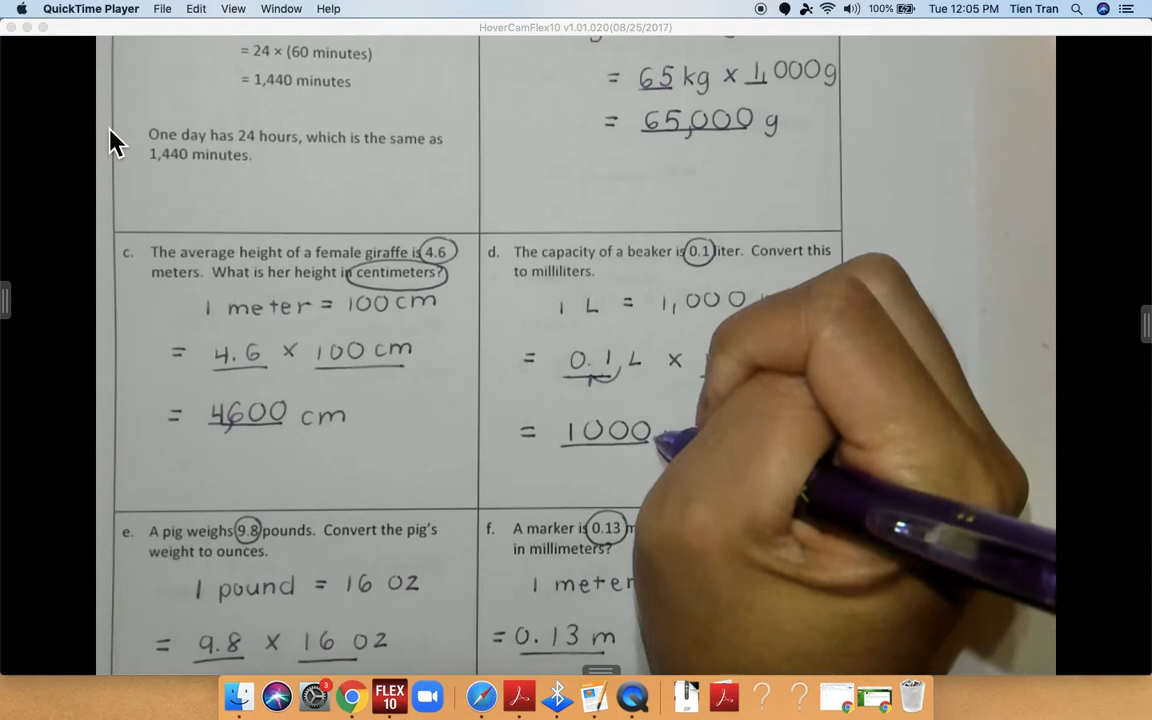 QuickTime Player File Edit View Window Help 100% Tue 12:05 PM Tien Tran
HoverCamFlex10 v1.01.020(08/25/2017)
= 24 × (60 minutes)
= 1,440 minutes
One day has 24 hours, which is the same as
1,440 minutes.
= 65 kg × 1,000g
= 65,000 g
c. The average height of a female giraffe is 4.6
meters. What is her height in centimeters?
1 meter = 100 cm
= 4.6 × 100 cm
= 4600 cm
d. The capacity of a beaker is 0.1 liter. Convert this
to milliliters.
1 L = 1,000
= 0.1 L ×
= 1000
e. A pig weighs 9.8 pounds. Convert the pig's
weight to ounces.
1 pound = 16 oz
= 9.8 × 16 oz
f. A marker is 0.13
in millimeters?
1 meter
= 0.13 m
3
FLEX
10
ZIP